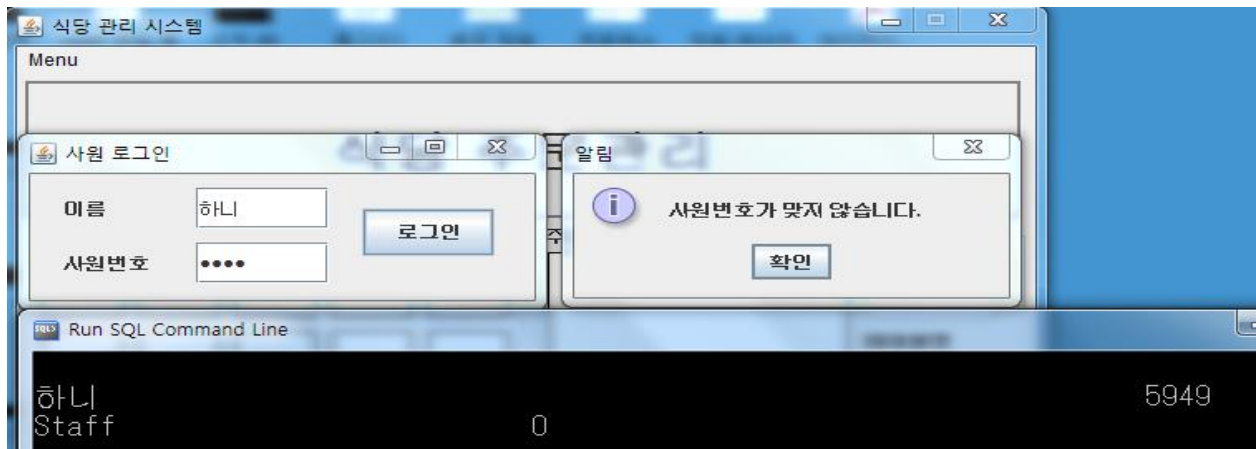 식당 관리 시스템
Menu
사원 로그인
알림
이름
하니
로그인
사원번호
••••
사원번호가 맞지 않습니다.
확인
주
Run SQL Command Line
하니 5949
Staff 0